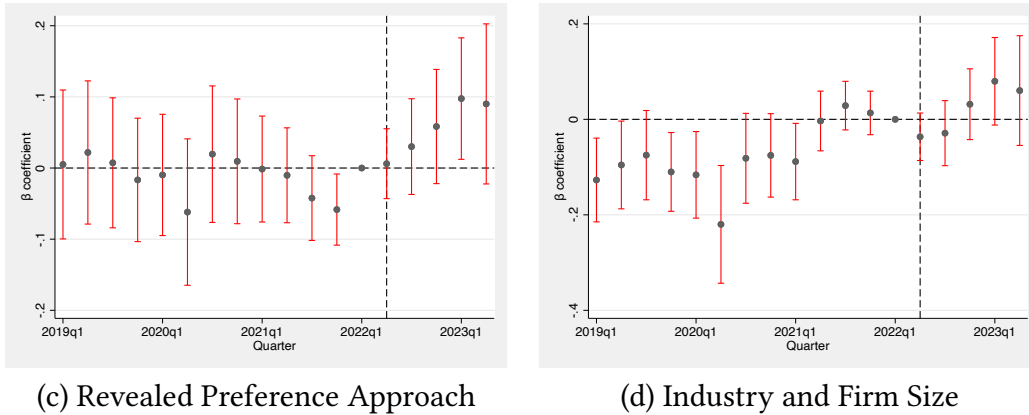 .2
.1
0
-.1
-.2
β coefficient
2019q1 2020q1 2021q1 2022q1 2023q1
Quarter
(c) Revealed Preference Approach
.2
0
-.2
-.4
β coefficient
2019q1 2020q1 2021q1 2022q1 2023q1
Quarter
(d) Industry and Firm Size